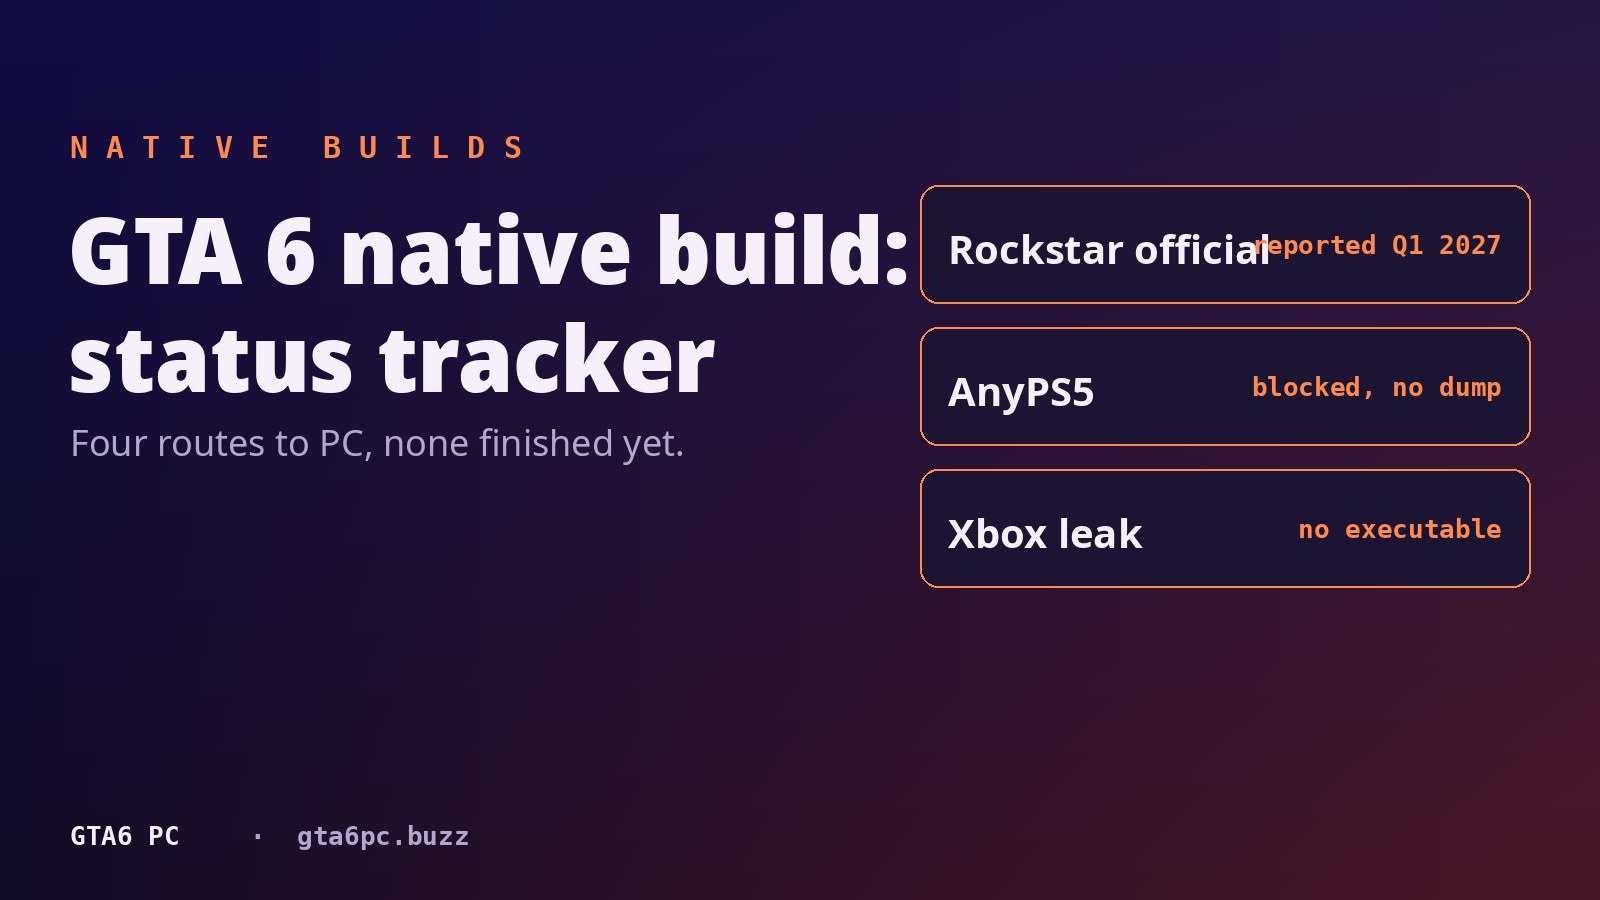 NATIVE BUILDS
GTA 6 native build:
status tracker
Four routes to PC, none finished yet.
Rockstar official reported Q1 2027
AnyPS5 blocked, no dump
Xbox leak no executable
GTA6 PC · gta6pc.buzz